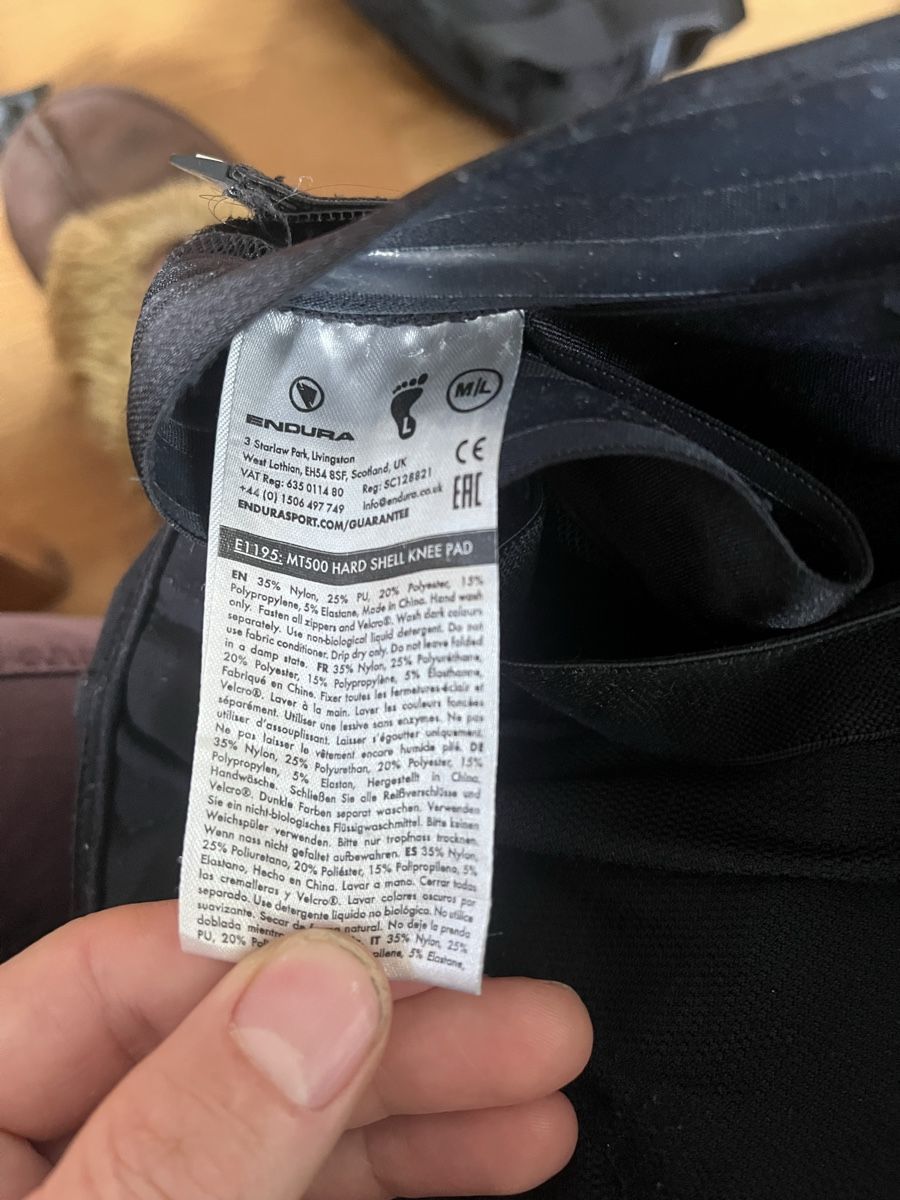 ENDURA
L
M/L
3 Starlaw Park, Livingston
West Lothian, EH54 8SF, Scotland, UK
VAT Reg: 635 0114 80 Reg: SC128821
+44 (0) 1506 497 749 info@endura.co.uk
ENDURASPORT.COM/GUARANTEE
CE
EAC
E1195: MT500 HARD SHELL KNEE PAD
EN 35% Nylon, 25% PU, 20% Polyester, 15%
Polypropylene, 5% Elastane, Made in China. Hand wash
only. Fasten all zippers and Velcro®. Wash dark colours
separately. Use non-biological liquid detergent. Do not
use fabric conditioner. Drip dry only. Do not leave folded
in a damp state. FR 35% Nylon, 25% Polyuréthane,
20% Polyester, 15% Polypropylène, 5% Élasthanne,
Fabriqué en Chine. Fixer toutes les fermetures-éclair et
Velcro®. Laver à la main. Laver les couleurs foncées
séparément. Utiliser une lessive sans enzymes. Ne pas
utiliser d'assouplissant. Laisser s'égoutter uniquement.
Ne pas laisser le vêtement encore humide plié. DE
35% Nylon, 25% Polyurethan, 20% Polyester, 15%
Polypropylen, 5% Elastan, Hergestellt in China.
Handwäsche. Schließen Sie alle Reißverschlüsse und
Velcro®. Dunkle Farben separat waschen. Verwenden
Sie ein nicht-biologisches Flüssigwaschmittel. Bitte keinen
Weichspüler verwenden. Bitte nur tropfnass trocknen.
Wenn nass nicht gefaltet aufbewahren. ES 35% Nylon,
25% Poliuretano, 20% Poliéster, 15% Polipropileno, 5%
Elastano, Hecho en China. Lavar a mano. Cerrar todas
las cremalleras y Velcro®. Lavar colores oscuros por
separado. Use detergente liquido no biológico. No utilice
suavizante. Secar de natural. No deje la prenda
doblada IT 35% Nylon, 25%
PU, 20% 5% Elastane,